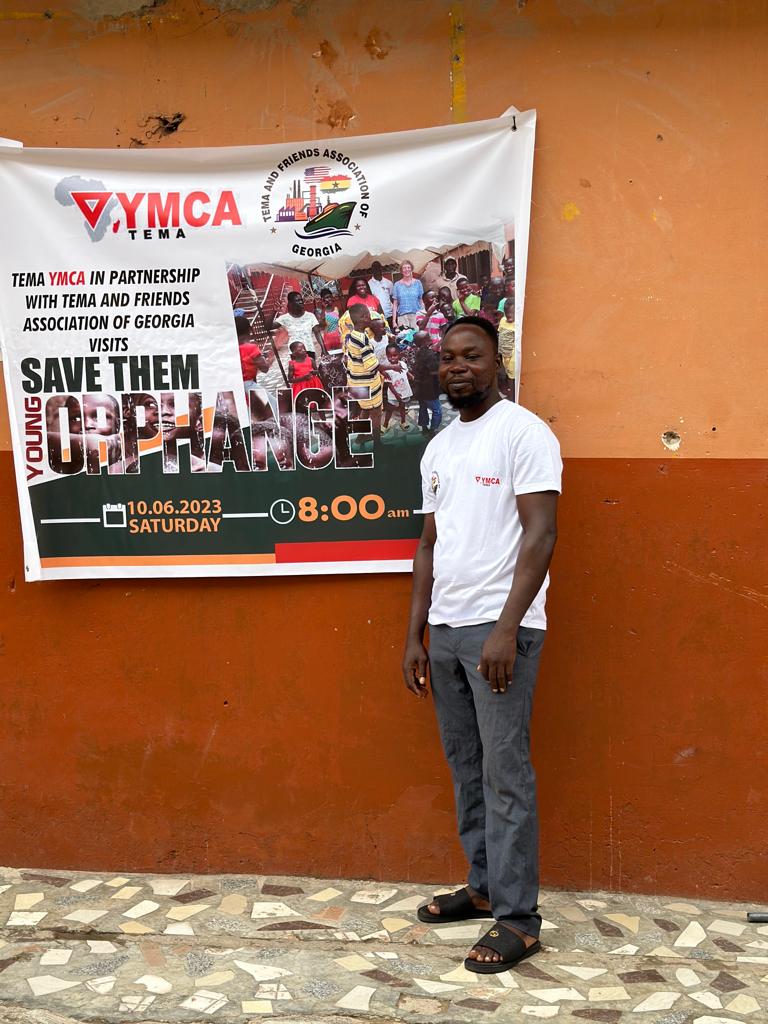 YMCA
TEMA
TEMA AND FRIENDS ASSOCIATION OF
GEORGIA
TEMA YMCA IN PARTNERSHIP
WITH TEMA AND FRIENDS
ASSOCIATION OF GEORGIA
VISITS
SAVE THEM
YOUNG
ORPHANGE
10.06.2023
SATURDAY
8:00 am
YMCA